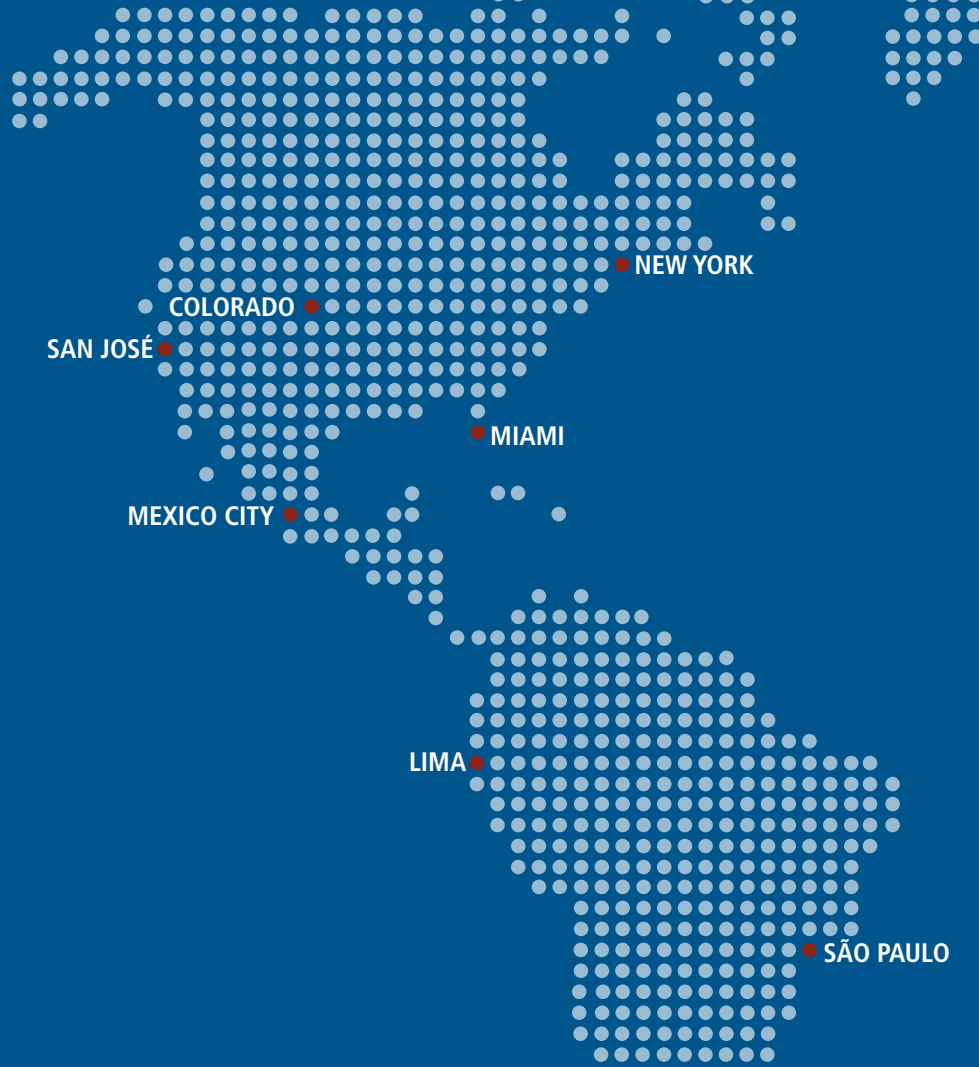 NEW YORK
COLORADO
SAN JOSÉ
MIAMI
MEXICO CITY
LIMA
SÃO PAULO